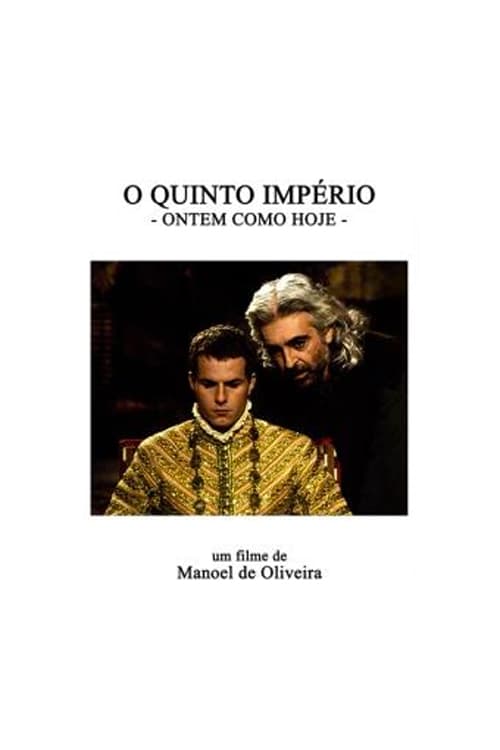 O QUINTO IMPÉRIO
- ONTEM COMO HOJE -
um filme de
Manoel de Oliveira